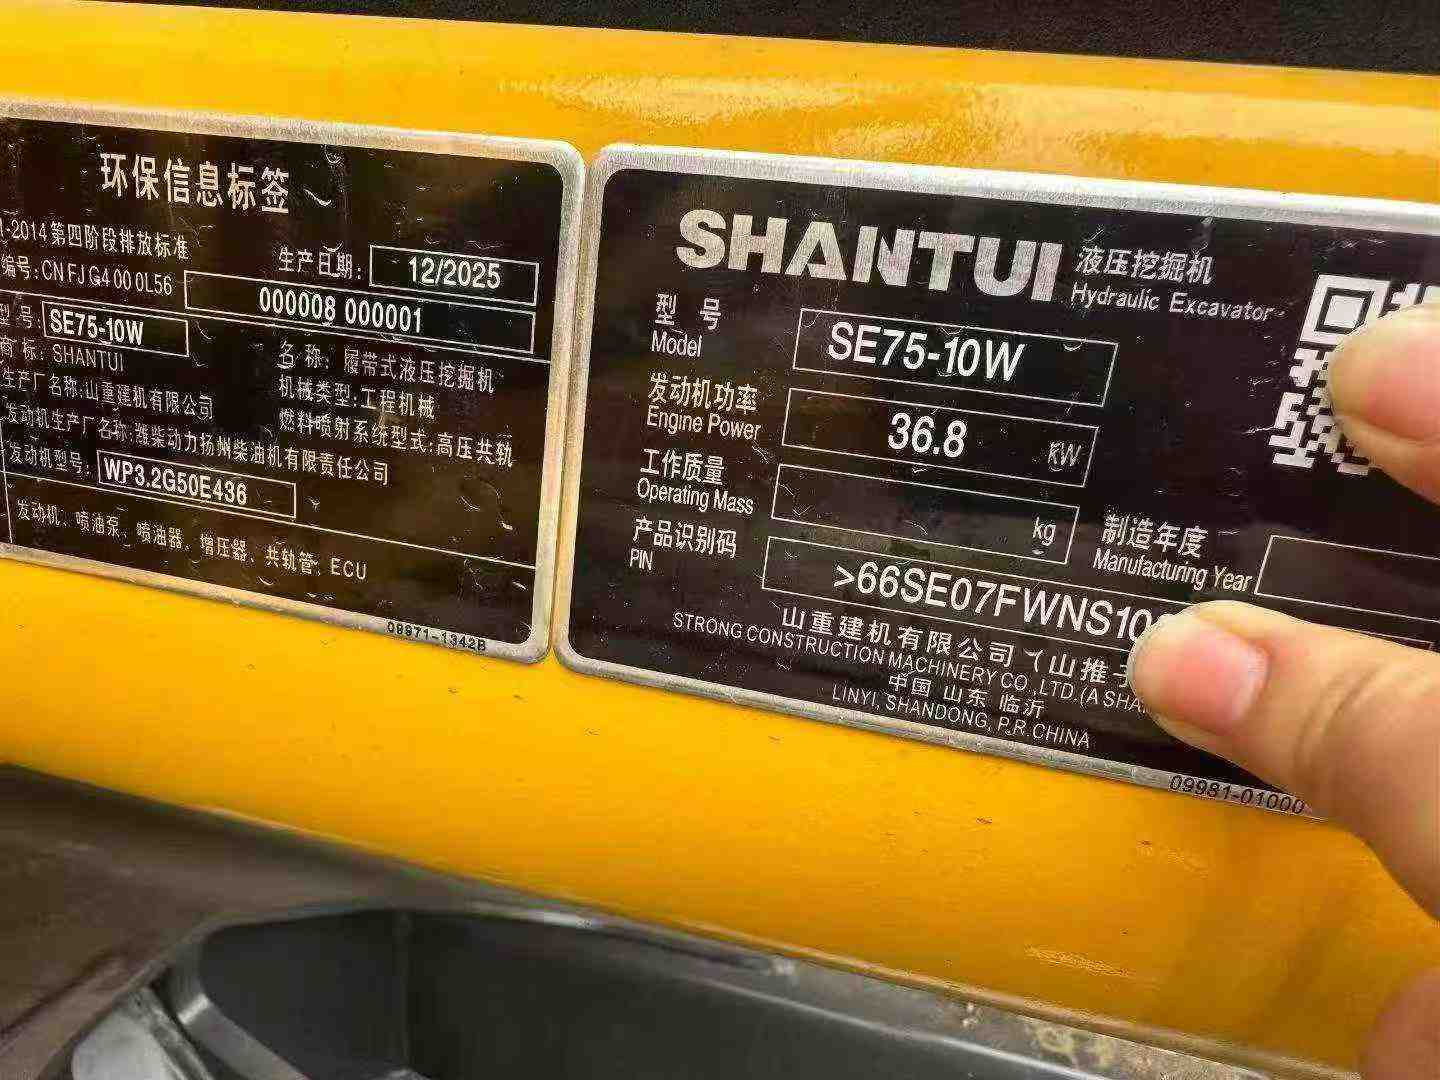 环保信息标签
-2014第四阶段排放标准
编号:CN FJ G4 00 0L56
生产日期: 12/2025
000008 000001
型号: SE75-10W
商标: SHANTUI
名称: 履带式液压挖掘机
生产厂名称:山重建机有限公司
机械类型:工程机械
燃料喷射系统型式:高压共轨
发动机生产厂名称:潍柴动力扬州柴油机有限责任公司
发动机型号: WP3.2G50E436
发动机、喷油泵、喷油器、增压器、共轨管、ECU
08971-1342B
SHANTUI 液压挖掘机
Hydraulic Excavator
型号
Model
SE75-10W
发动机功率
Engine Power
36.8 KW
工作质量
Operating Mass
kg
制造年度
Manufacturing Year
产品识别码
PIN
>66SE07FWNS10
山重建机有限公司(山推
STRONG CONSTRUCTION MACHINERY CO.,LTD.(A SHA
中国 山东 临沂
LINYI, SHANDONG, P.R.CHINA
09981-01000